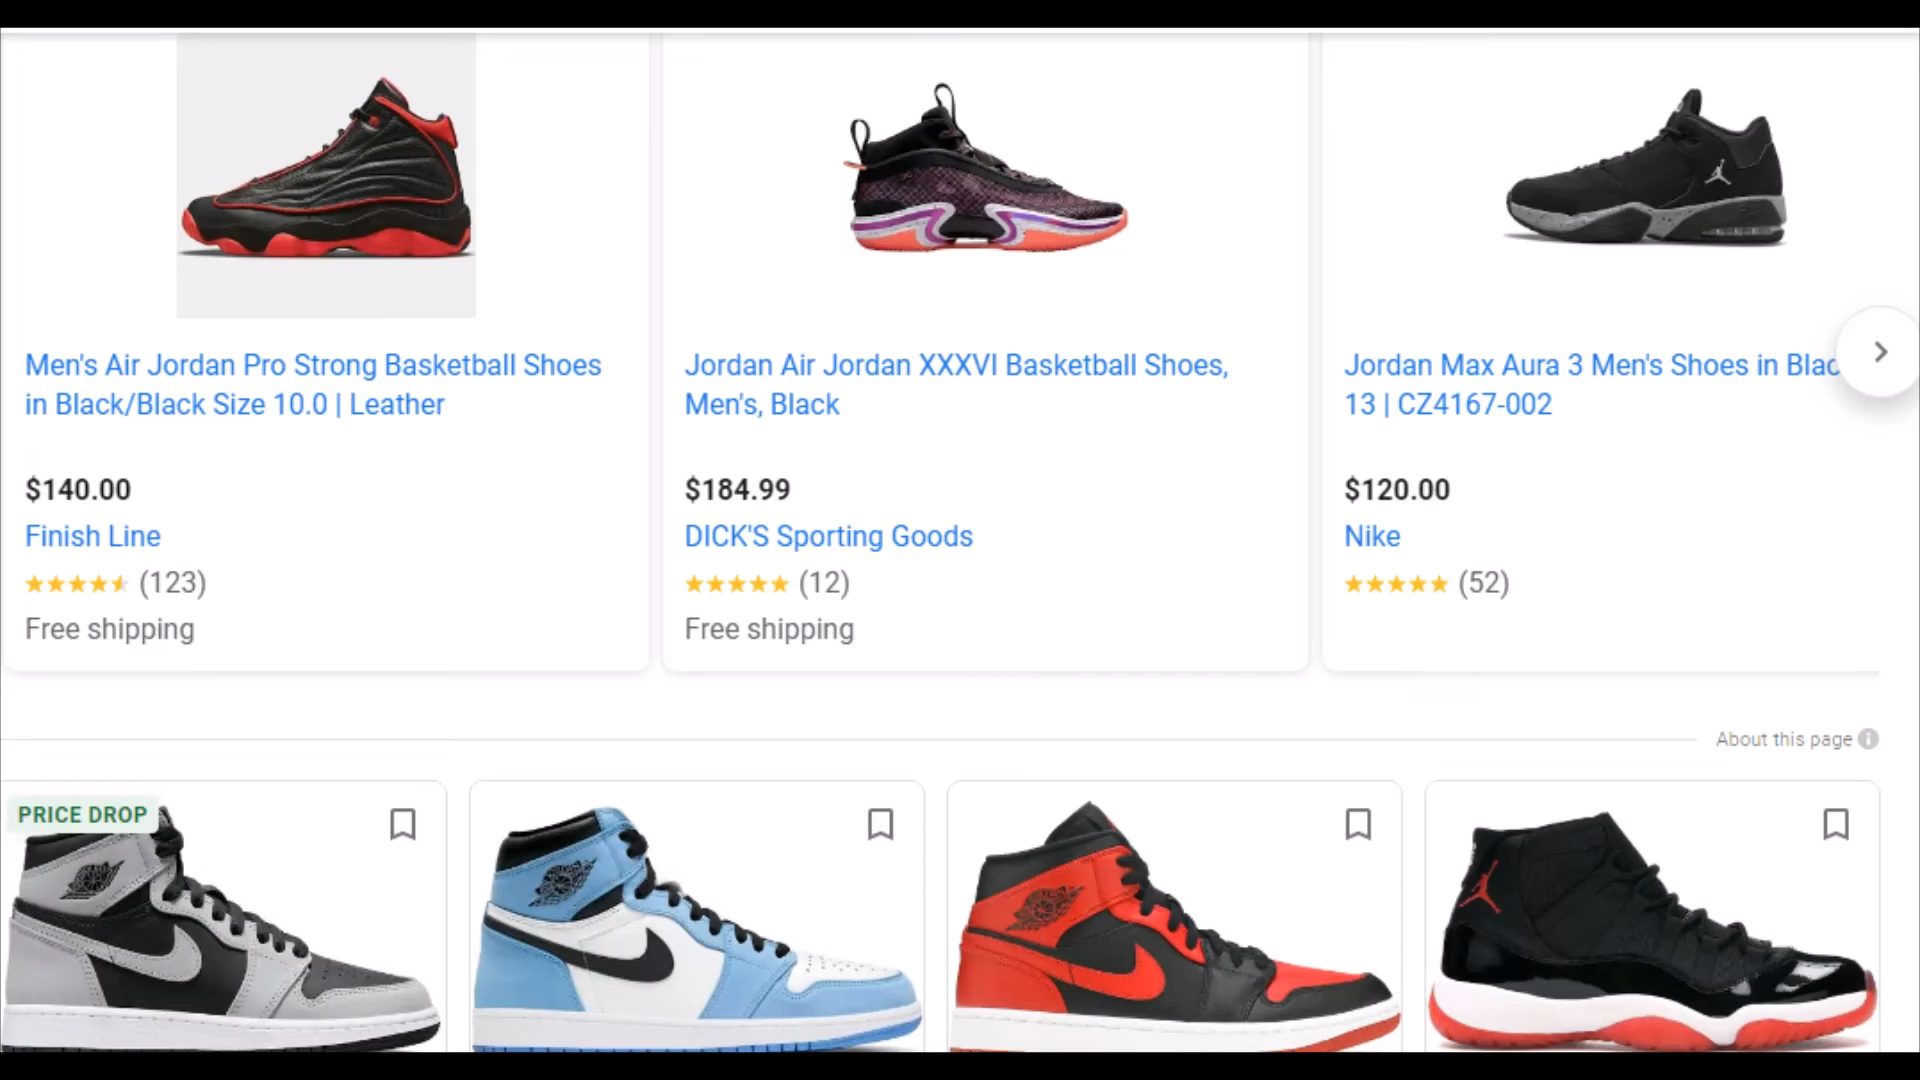 Men's Air Jordan Pro Strong Basketball Shoes
in Black/Black Size 10.0 | Leather
$140.00
Finish Line
(123)
Free shipping
Jordan Air Jordan XXXVI Basketball Shoes,
Men's, Black
$184.99
DICK'S Sporting Goods
(12)
Free shipping
Jordan Max Aura 3 Men's Shoes in Blac
13 | CZ4167-002
$120.00
Nike
(52)
About this page
PRICE DROP